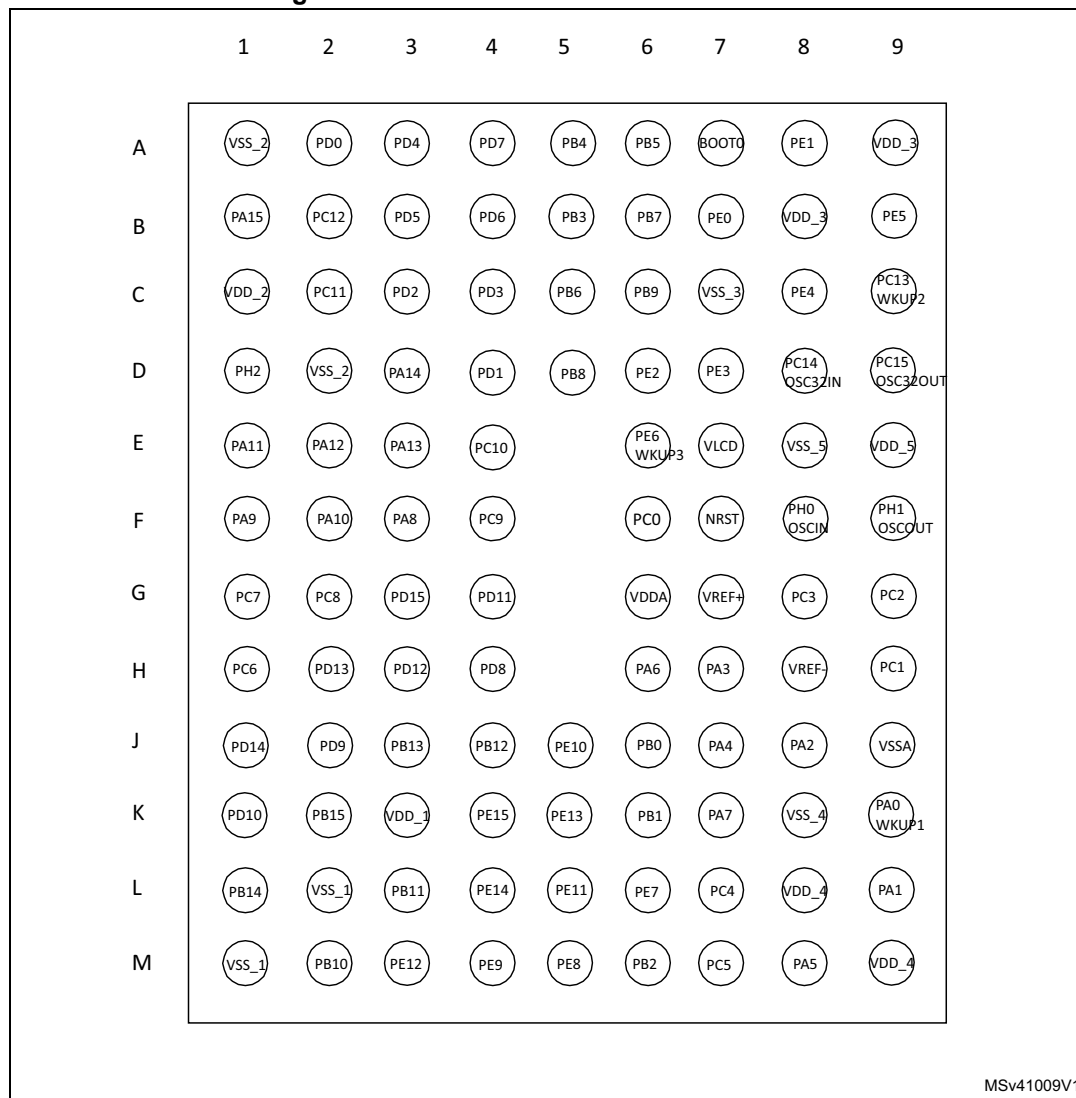 g
1 2 3 4 5 6 7 8 9
A VSS_2 PD0 PD4 PD7 PB4 PB5 BOOT0 PE1 VDD_3
B PA15 PC12 PD5 PD6 PB3 PB7 PE0 VDD_3 PE5
C VDD_2 PC11 PD2 PD3 PB6 PB9 VSS_3 PE4 PC13
WKUP2
D PH2 VSS_2 PA14 PD1 PB8 PE2 PE3 PC14 PC15
OSC32IN OSC32OUT
E PA11 PA12 PA13 PC10 PE6 VLCD VSS_5 VDD_5
WKUP3
F PA9 PA10 PA8 PC9 PC0 NRST PH0 PH1
OSCIN OSCOUT
G PC7 PC8 PD15 PD11 VDDA VREF+ PC3 PC2
H PC6 PD13 PD12 PD8 PA6 PA3 VREF- PC1
J PD14 PD9 PB13 PB12 PE10 PB0 PA4 PA2 VSSA
K PD10 PB15 VDD_1 PE15 PE13 PB1 PA7 VSS_4 PA0
WKUP1
L PB14 VSS_1 PB11 PE14 PE11 PE7 PC4 VDD_4 PA1
M VSS_1 PB10 PE12 PE9 PE8 PB2 PC5 PA5 VDD_4
MSv41009V1